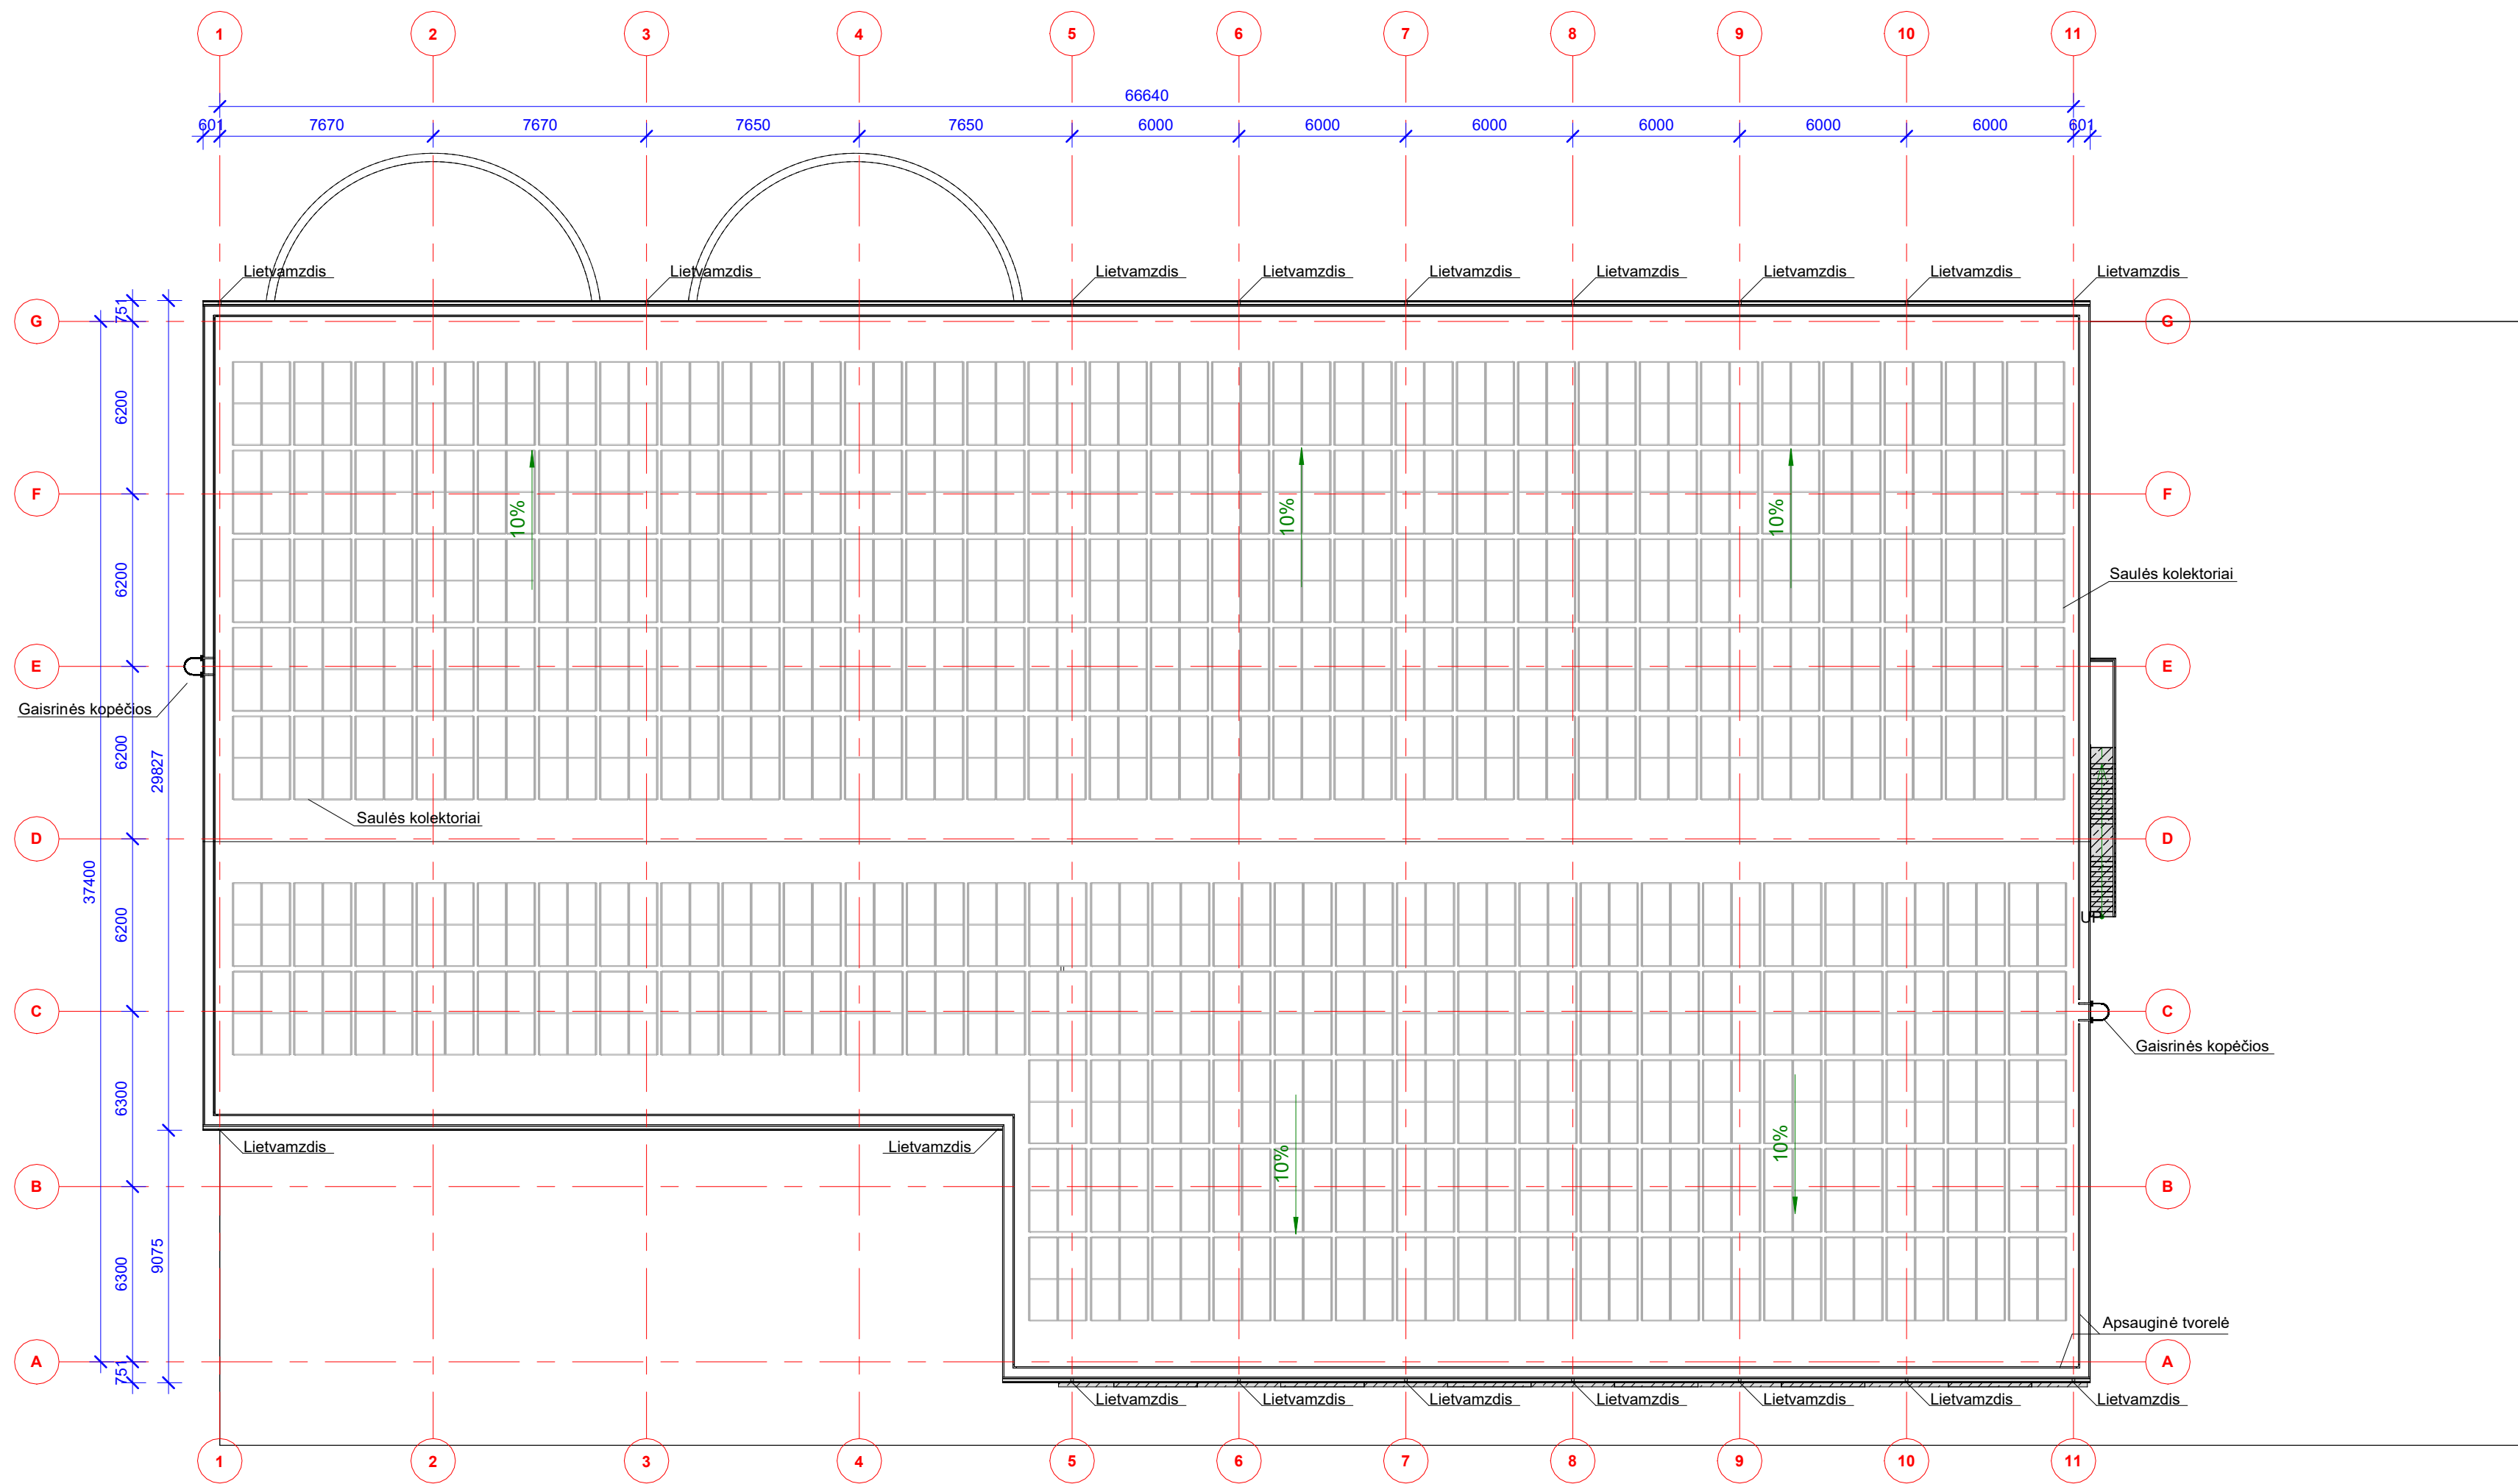 1 2 3 4 5 6 7 8 9 10 11
66640
601 7670 7670 7650 7650 6000 6000 6000 6000 6000 6000 601
Lietvamzdis Lietvamzdis Lietvamzdis Lietvamzdis Lietvamzdis Lietvamzdis Lietvamzdis Lietvamzdis Lietvamzdis
751
G G
6200
F F
10% 10% 10%
6200
Saulės kolektoriai
E E
Gaisrinės kopėčios
6200
29827
Saulės kolektoriai
D D
37400
6200
UP
C C
Gaisrinės kopėčios
6300
Lietvamzdis Lietvamzdis
10% 10%
B B
9075
6300
Apsauginė tvorelė
A A
751
Lietvamzdis Lietvamzdis Lietvamzdis Lietvamzdis Lietvamzdis Lietvamzdis Lietvamzdis
1 2 3 4 5 6 7 8 9 10 11